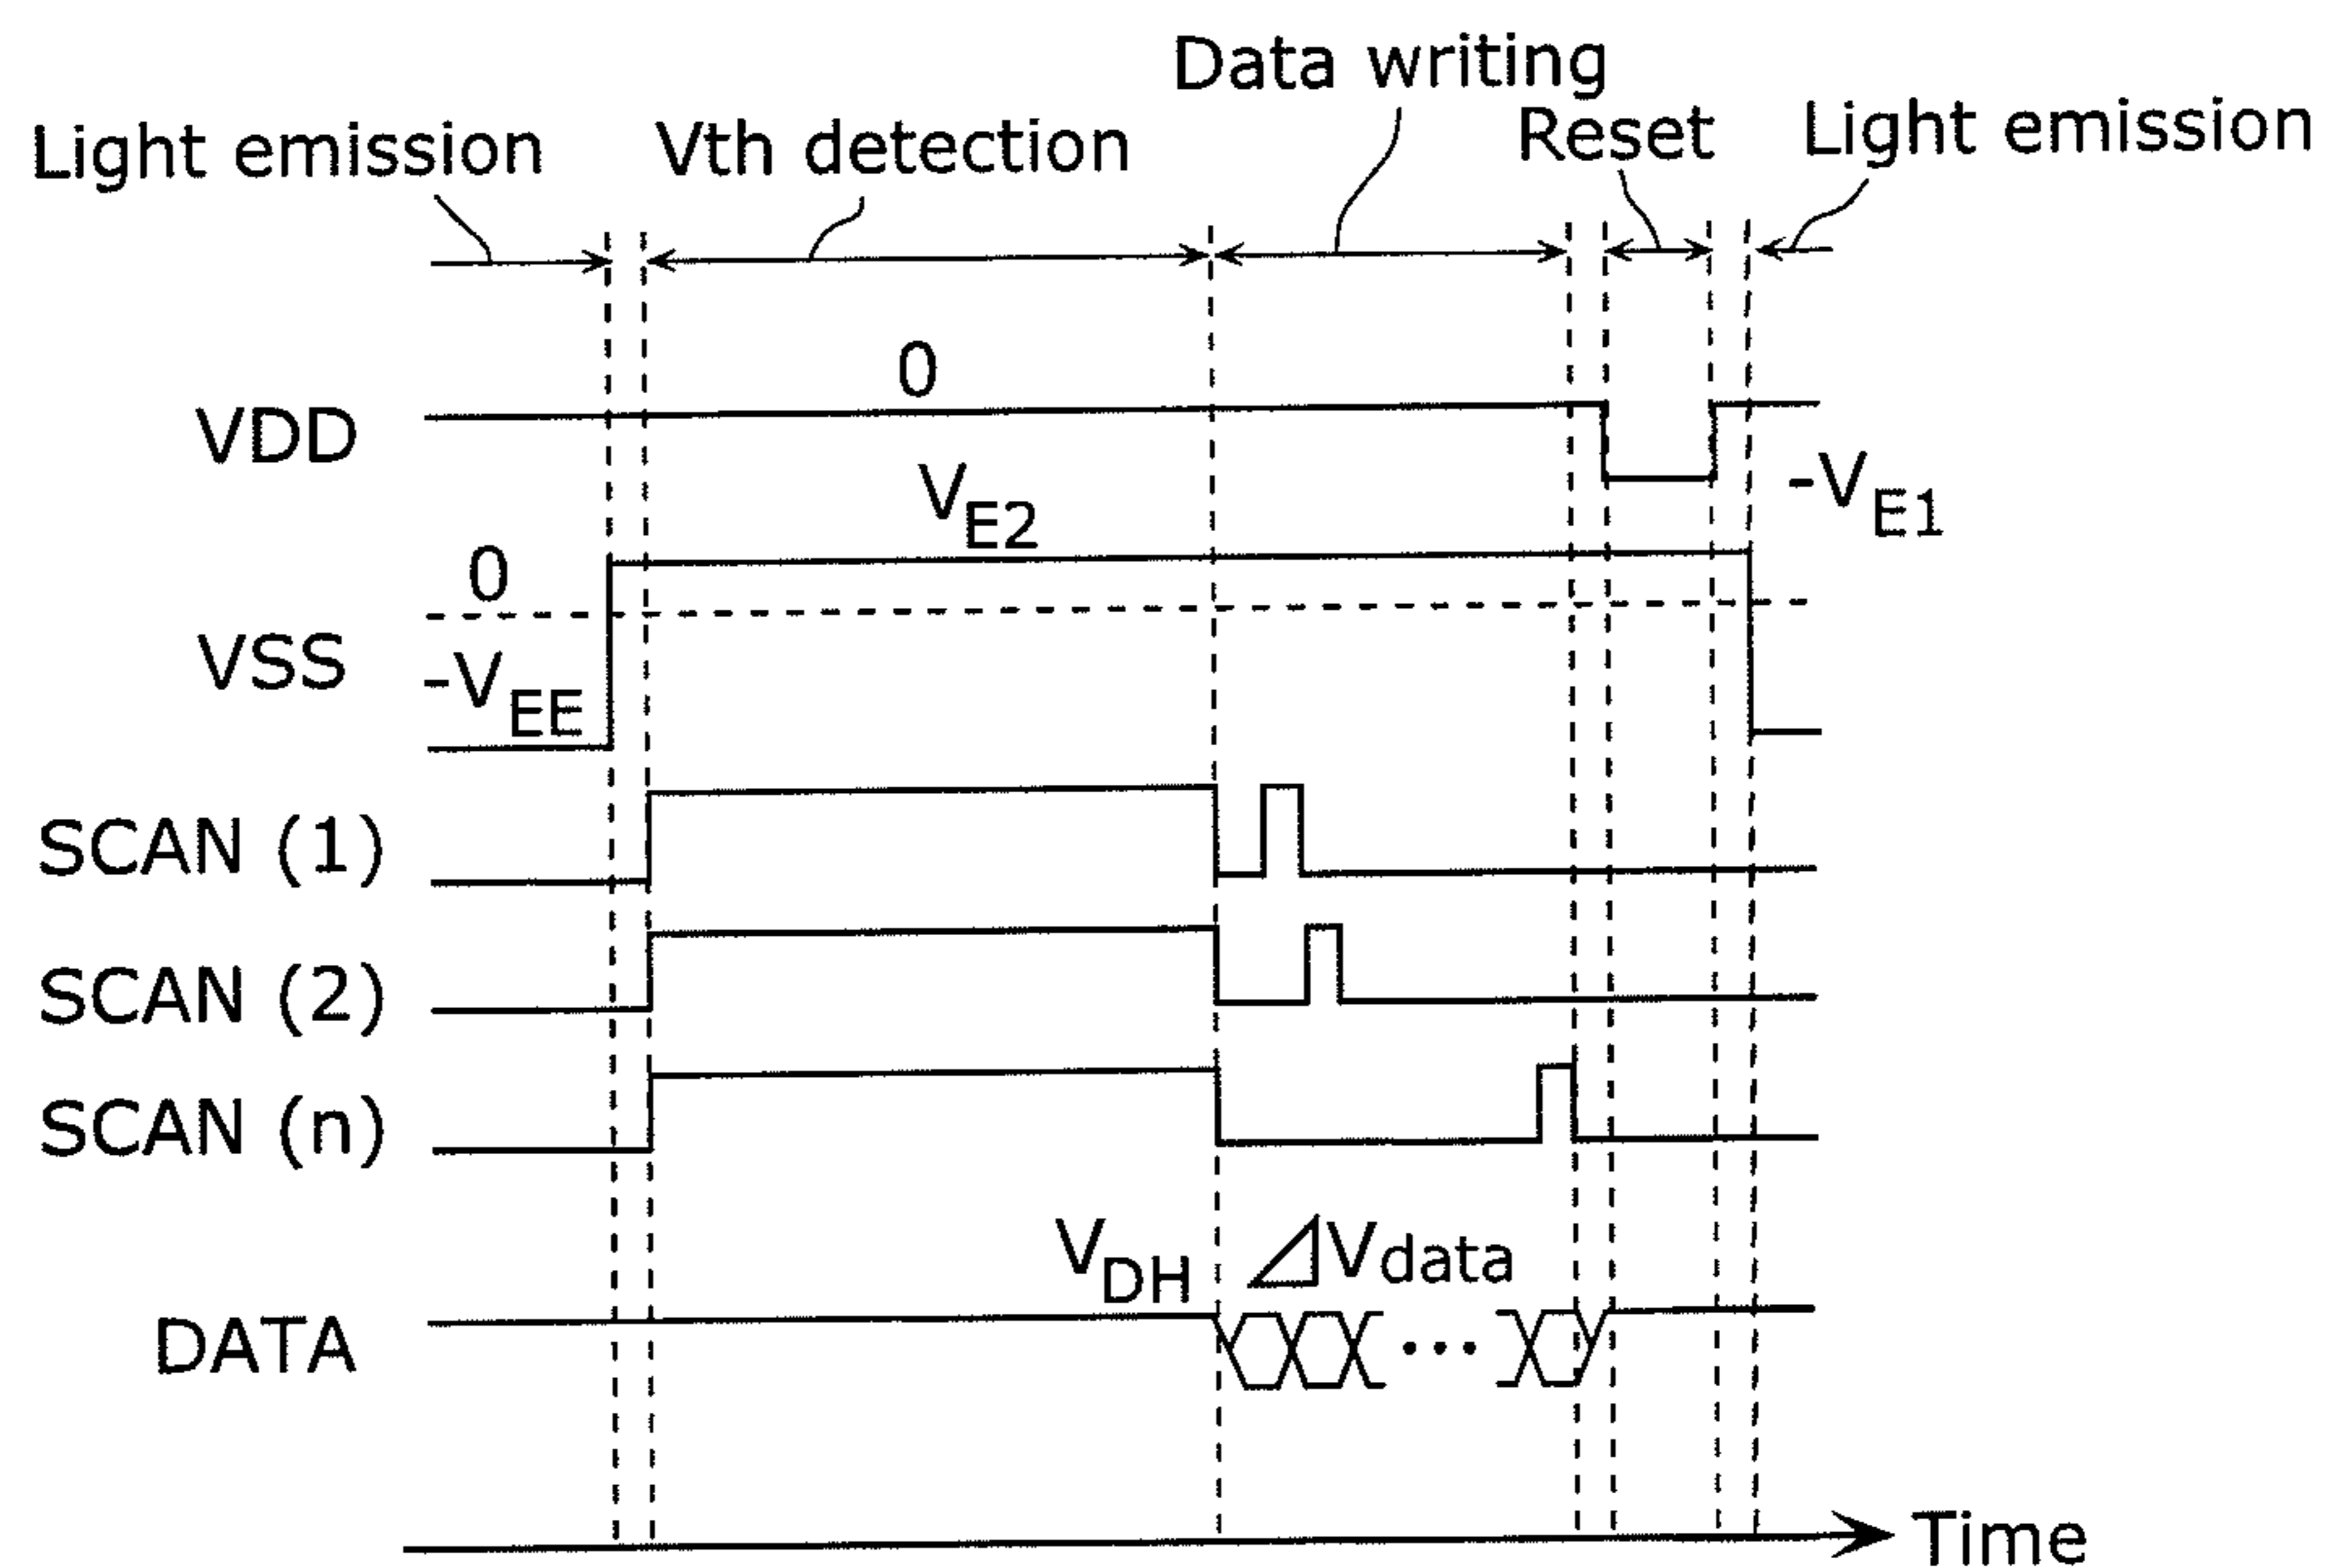 Data writing
Light emission Vth detection Reset Light emission
0
VDD
-VE1
VE2
0
VSS
-VEE
SCAN (1)
SCAN (2)
SCAN (n)
VDH ⊿Vdata
DATA
...
Time